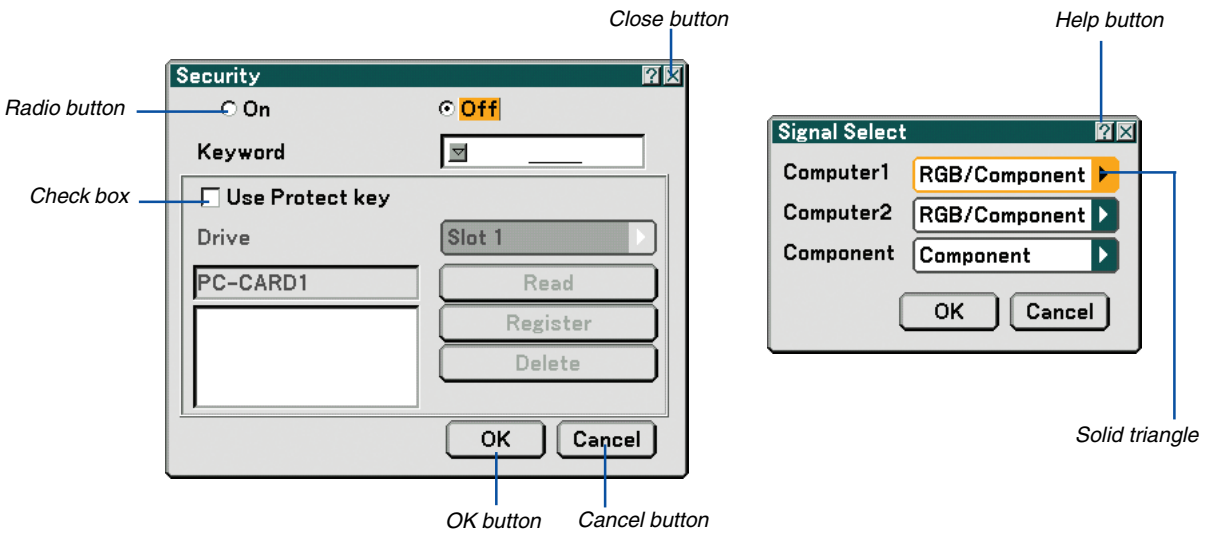 Close button
Help button
Security ? ×
Radio button
On Off
Keyword
Check box
Use Protect key
Drive Slot 1
PC-CARD1 Read
Register
Delete
OK Cancel
OK button Cancel button
Signal Select ? ×
Computer1 RGB/Component
Computer2 RGB/Component
Component Component
OK Cancel
Solid triangle